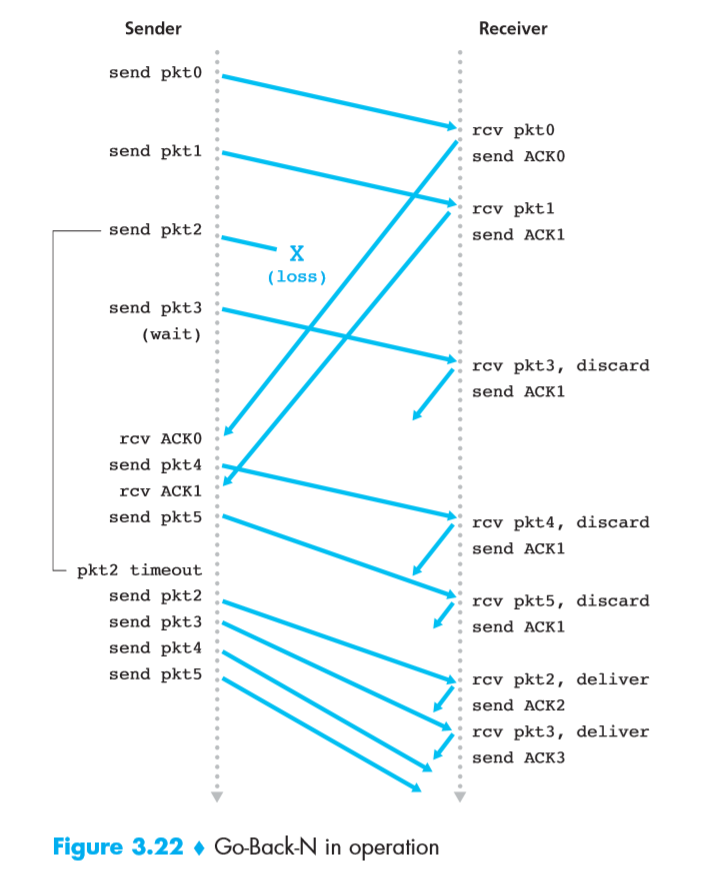 Sender
Receiver
send pkt0
rcv pkt0
send ACK0
send pkt1
rcv pkt1
send ACK1
send pkt2
X
(loss)
send pkt3
(wait)
rcv pkt3, discard
send ACK1
rcv ACK0
send pkt4
rcv ACK1
send pkt5
rcv pkt4, discard
send ACK1
pkt2 timeout
send pkt2
send pkt3
send pkt4
send pkt5
rcv pkt5, discard
send ACK1
rcv pkt2, deliver
send ACK2
rcv pkt3, deliver
send ACK3
Figure 3.22 ♦ Go-Back-N in operation